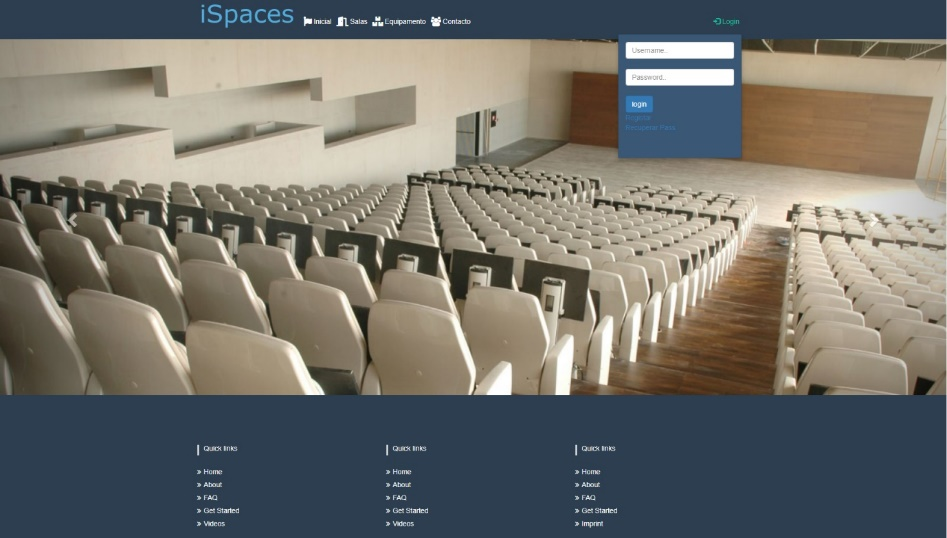 iSpaces Inicial Salas Equipamento Contacto Login
Username..
Password..
login
Registar
Recuperar Pass
Quick links Quick links Quick links
» Home » Home » Home
» About » About » About
» FAQ » FAQ » FAQ
» Get Started » Get Started » Get Started
» Videos » Videos » Imprint